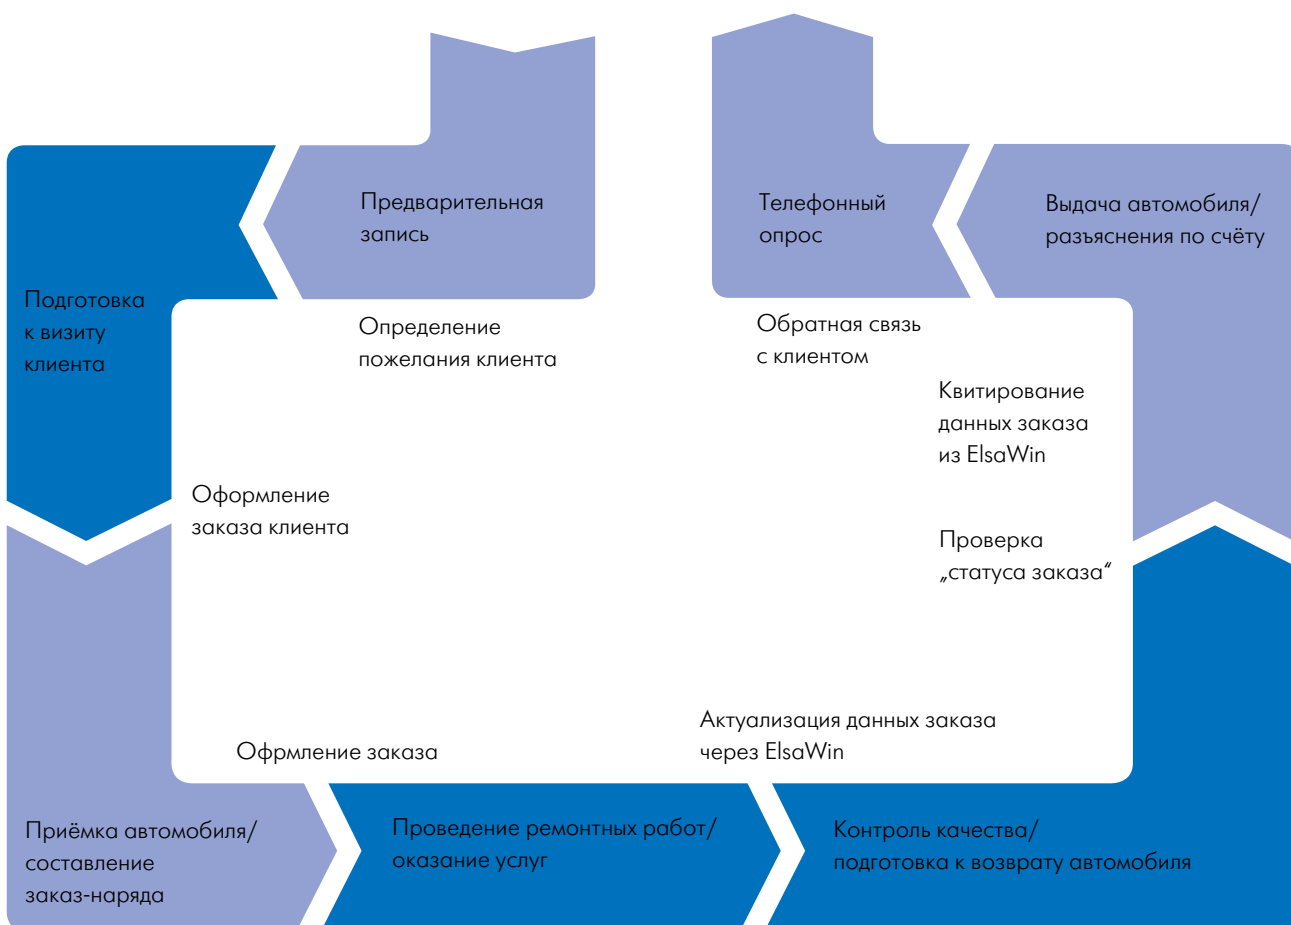 Предварительная
запись
Телефонный
опрос
Выдача автомобиля/
разъяснения по счёту
Подготовка
к визиту
клиента
Определение
пожелания клиента
Обратная связь
с клиентом
Квитирование
данных заказа
из ElsaWin
Оформление
заказа клиента
Проверка
„статуса заказа“
Актуализация данных заказа
через ElsaWin
Офрмление заказа
Приёмка автомобиля/
составление
заказ-наряда
Проведение ремонтных работ/
оказание услуг
Контроль качества/
подготовка к возврату автомобиля